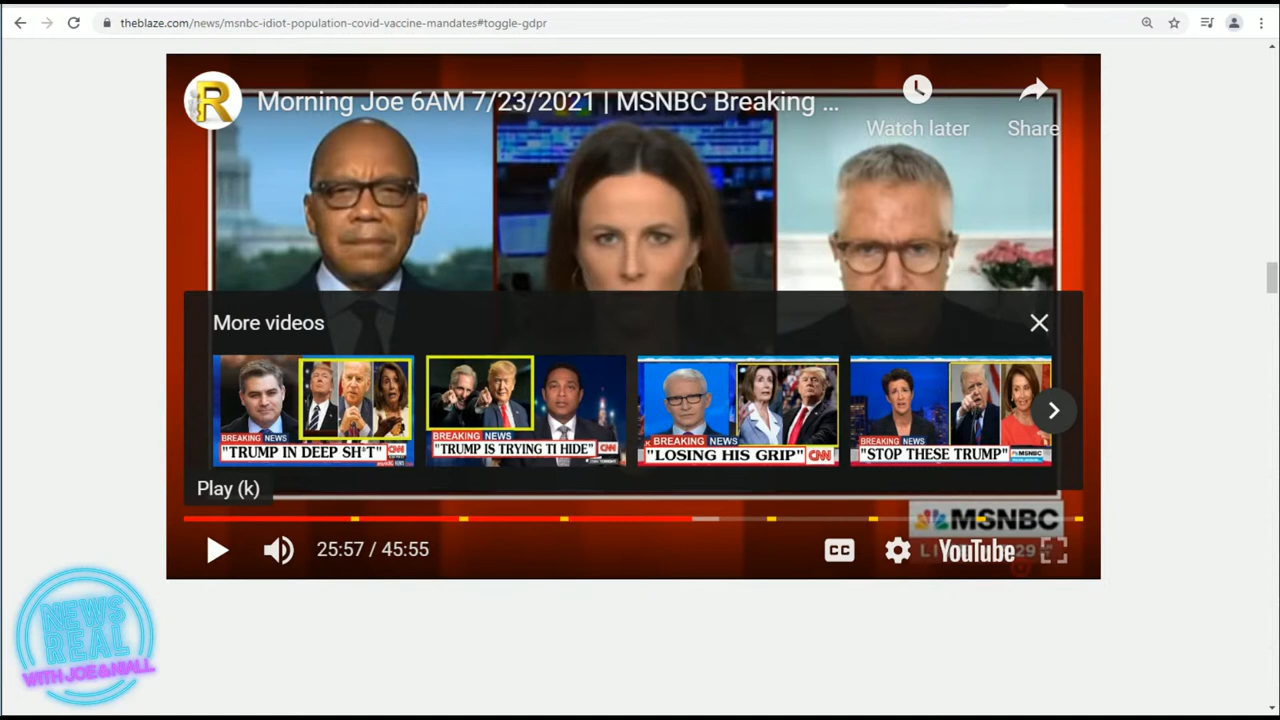 theblaze.com/news/msnbc-idiot-population-covid-vaccine-mandates#toggle-gdpr
R
Morning Joe 6AM 7/23/2021 | MSNBC Breaking ...
Watch later
Share
More videos
BREAKING NEWS
"TRUMP IN DEEP SH*T"
CNN
BREAKING NEWS
"TRUMP IS TRYING TI HIDE"
CNN
BREAKING NEWS
"LOSING HIS GRIP"
CNN
BREAKING NEWS
"STOP THESE TRUMP"
MSNBC
Play (k)
MSNBC
25:57 / 45:55
CC
YouTube
29
NEWS
REAL
WITH JOE & NIALL